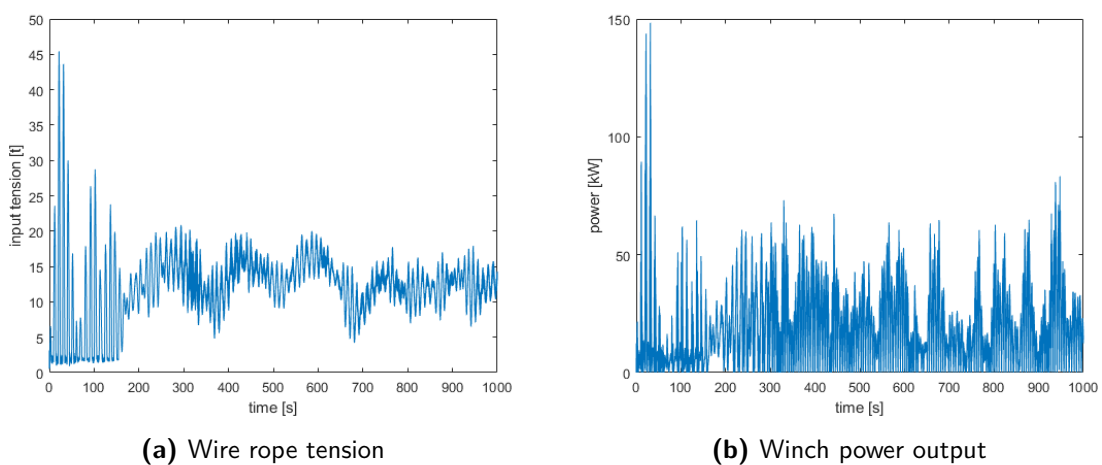 50
45
40
35
30
25
20
15
10
5
0
input tension [t]
0 100 200 300 400 500 600 700 800 900 1000
time [s]
(a) Wire rope tension
150
100
50
0
power [kW]
0 100 200 300 400 500 600 700 800 900 1000
time [s]
(b) Winch power output